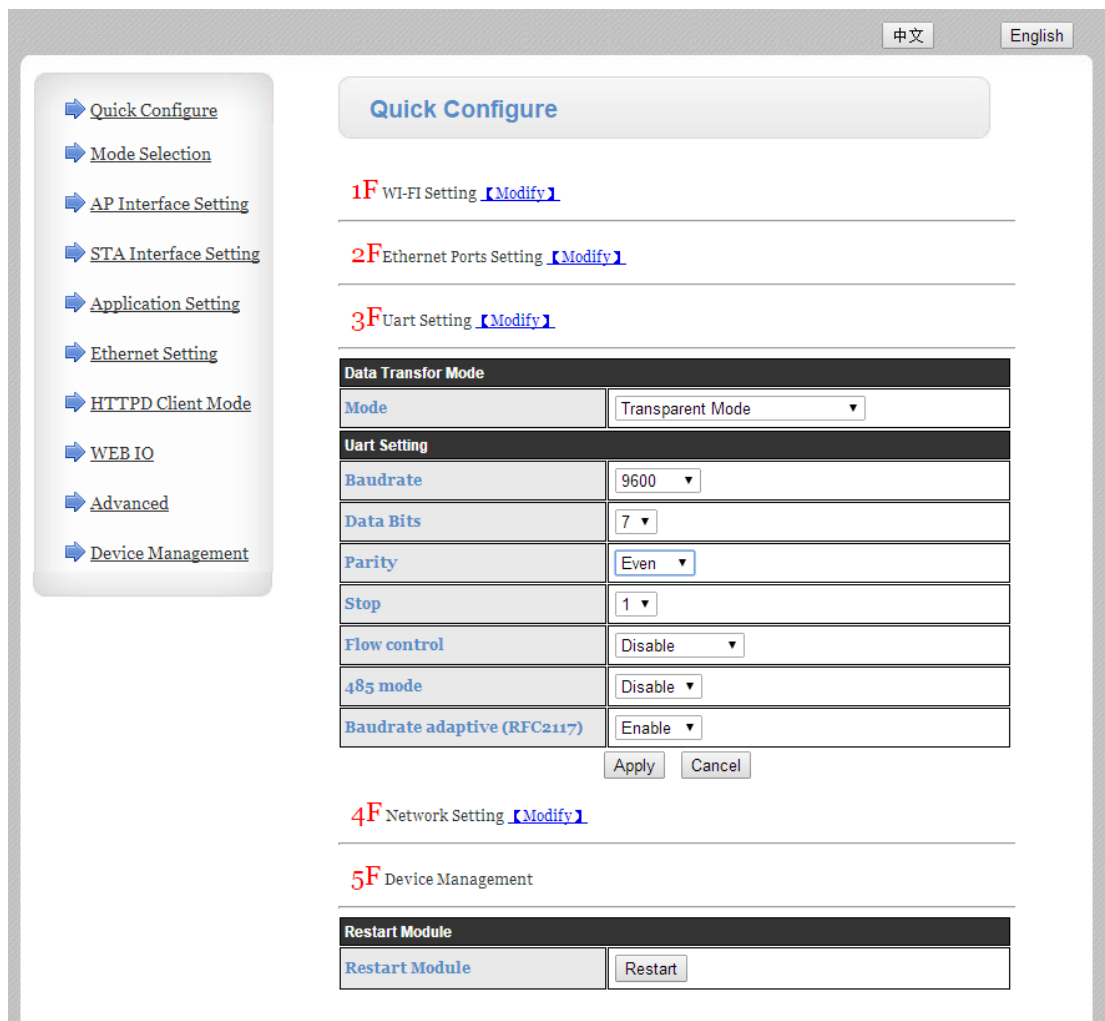 中文 English
Quick Configure
Mode Selection
AP Interface Setting
STA Interface Setting
Application Setting
Ethernet Setting
HTTPD Client Mode
WEB IO
Advanced
Device Management
Quick Configure
1F WI-FI Setting 【Modify】
2F Ethernet Ports Setting 【Modify】
3F Uart Setting 【Modify】
Data Transfor Mode
Mode Transparent Mode
Uart Setting
Baudrate 9600
Data Bits 7
Parity Even
Stop 1
Flow control Disable
485 mode Disable
Baudrate adaptive (RFC2117) Enable
Apply Cancel
4F Network Setting 【Modify】
5F Device Management
Restart Module
Restart Module Restart